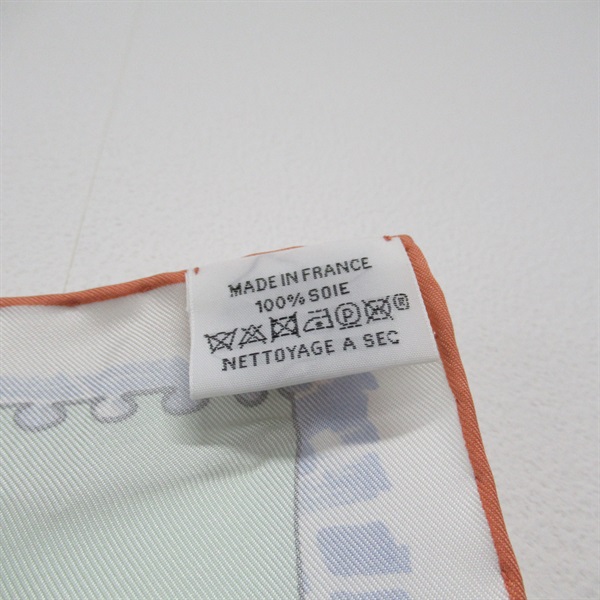 MADE IN FRANCE
100% SOIE
P ®
NETTOYAGE A SEC